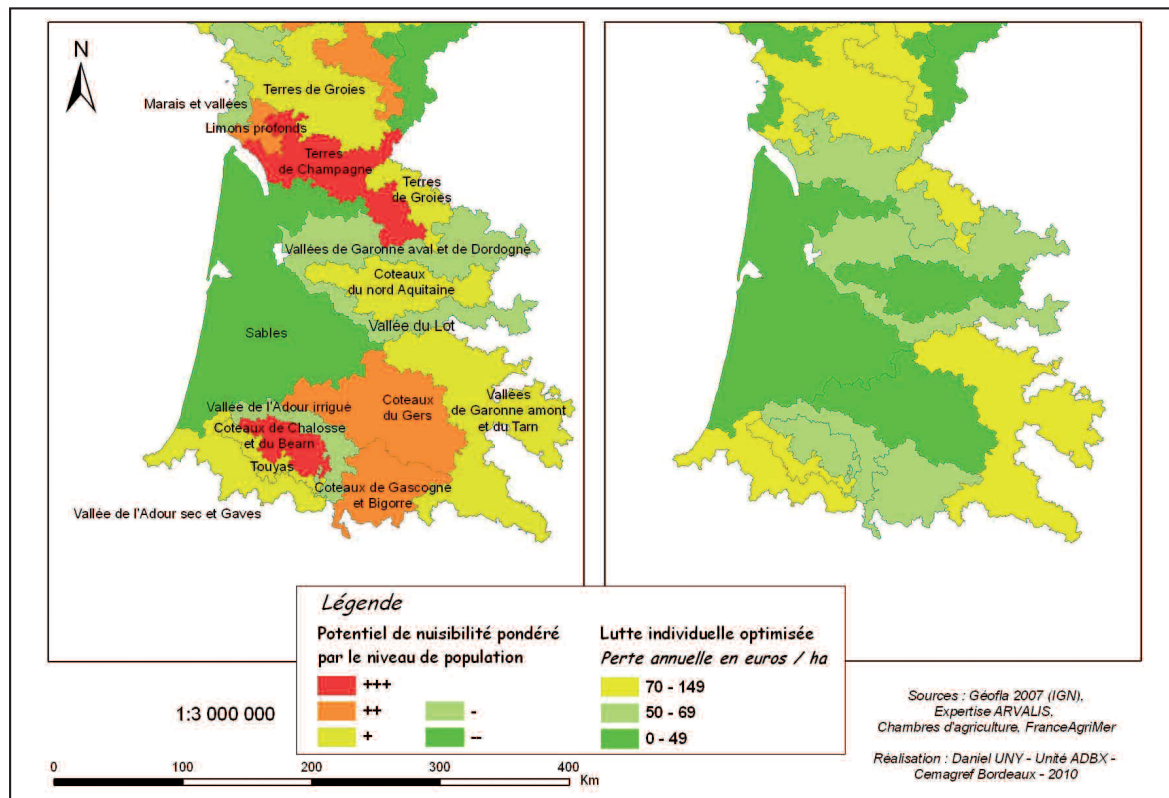 N
Terres de Groies
Marais et vallées
Limons profonds
Terres
de Champagne
Terres
de Groies
Vallées de Garonne aval et de Dordogne
Coteaux
du nord Aquitaine
Sables
Vallée du Lot
Vallée de l'Adour irrigué
Coteaux
du Gers
Vallées
de Garonne amont
et du Tarn
Coteaux de Chalosse
et du Bearn
Touyas
Coteaux de Gascogne
et Bigorre
Vallée de l'Adour sec et Gaves
Légende
Potentiel de nuisibilité pondéré
par le niveau de population
+++
++
+
-
--
Lutte individuelle optimisée
Perte annuelle en euros / ha
70 - 149
50 - 69
0 - 49
1:3 000 000
0 100 200 300 400
Km
Sources : Géofla 2007 (IGN),
Expertise ARVALIS,
Chambres d'agriculture, FranceAgriMer
Réalisation : Daniel UNY - Unité ADBX -
Cemagref Bordeaux - 2010